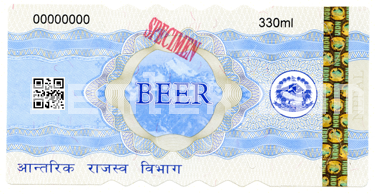 00000000
330ml
SPECIMEN
BEER
आन्तरिक राजस्व विभाग